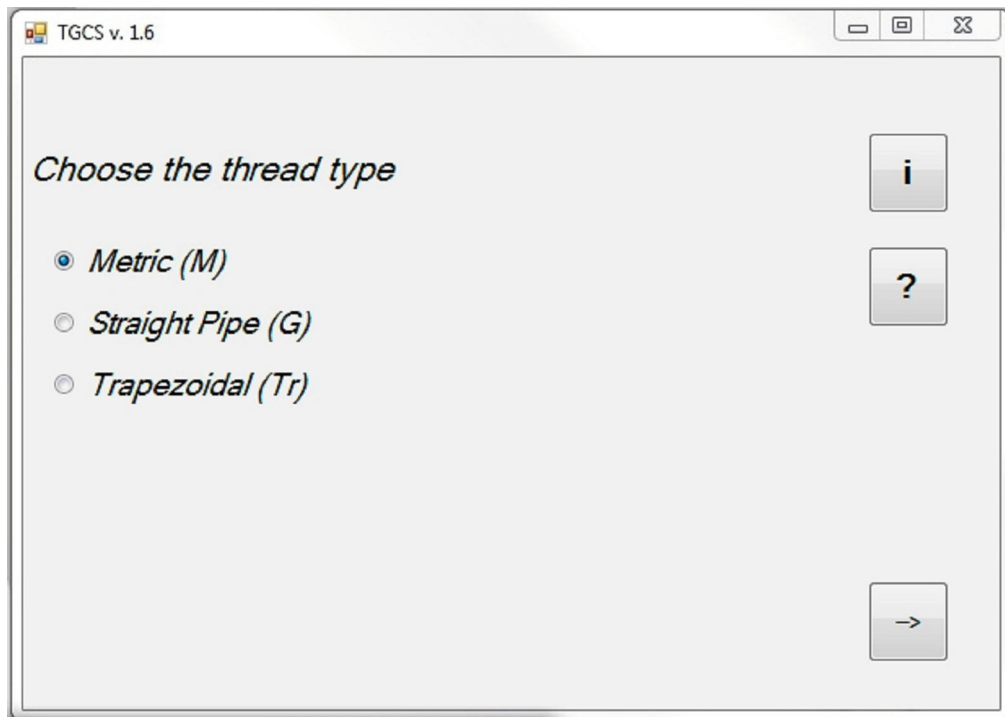 TGCS v. 1.6
Choose the thread type
i
Metric (M)
?
Straight Pipe (G)
Trapezoidal (Tr)
-->